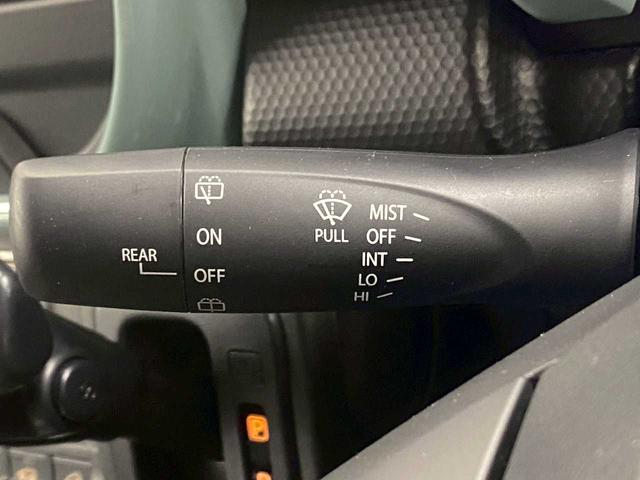 MIST
ON
PULL
OFF
REAR
INT
OFF
LO
HI
P